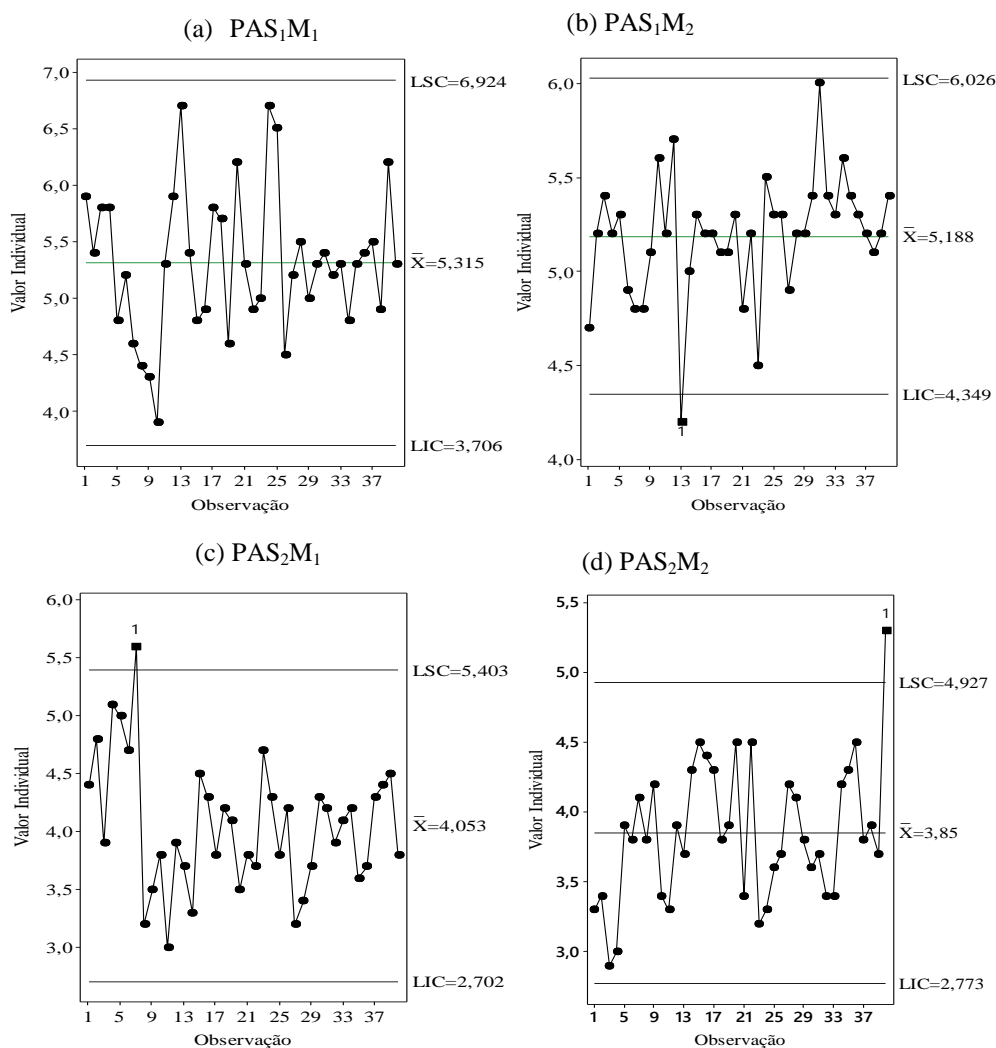 (a) PAS₁M₁
7,0
6,5
6,0
5,5
5,0
4,5
4,0
Valor Individual
LSC=6,924
X̄=5,315
LIC=3,706
1 5 9 13 17 21 25 29 33 37
Observação
(b) PAS₁M₂
6,0
5,5
5,0
4,5
4,0
Valor Individual
LSC=6,026
X̄=5,188
LIC=4,349
1
1 5 9 13 17 21 25 29 33 37
Observação
(c) PAS₂M₁
6,0
5,5
5,0
4,5
4,0
3,5
3,0
Valor Individual
1
LSC=5,403
X̄=4,053
LIC=2,702
1 5 9 13 17 21 25 29 33 37
Observação
(d) PAS₂M₂
5,5
5,0
4,5
4,0
3,5
3,0
Valor Individual
1
LSC=4,927
X̄=3,85
LIC=2,773
1 5 9 13 17 21 25 29 33 37
Observação